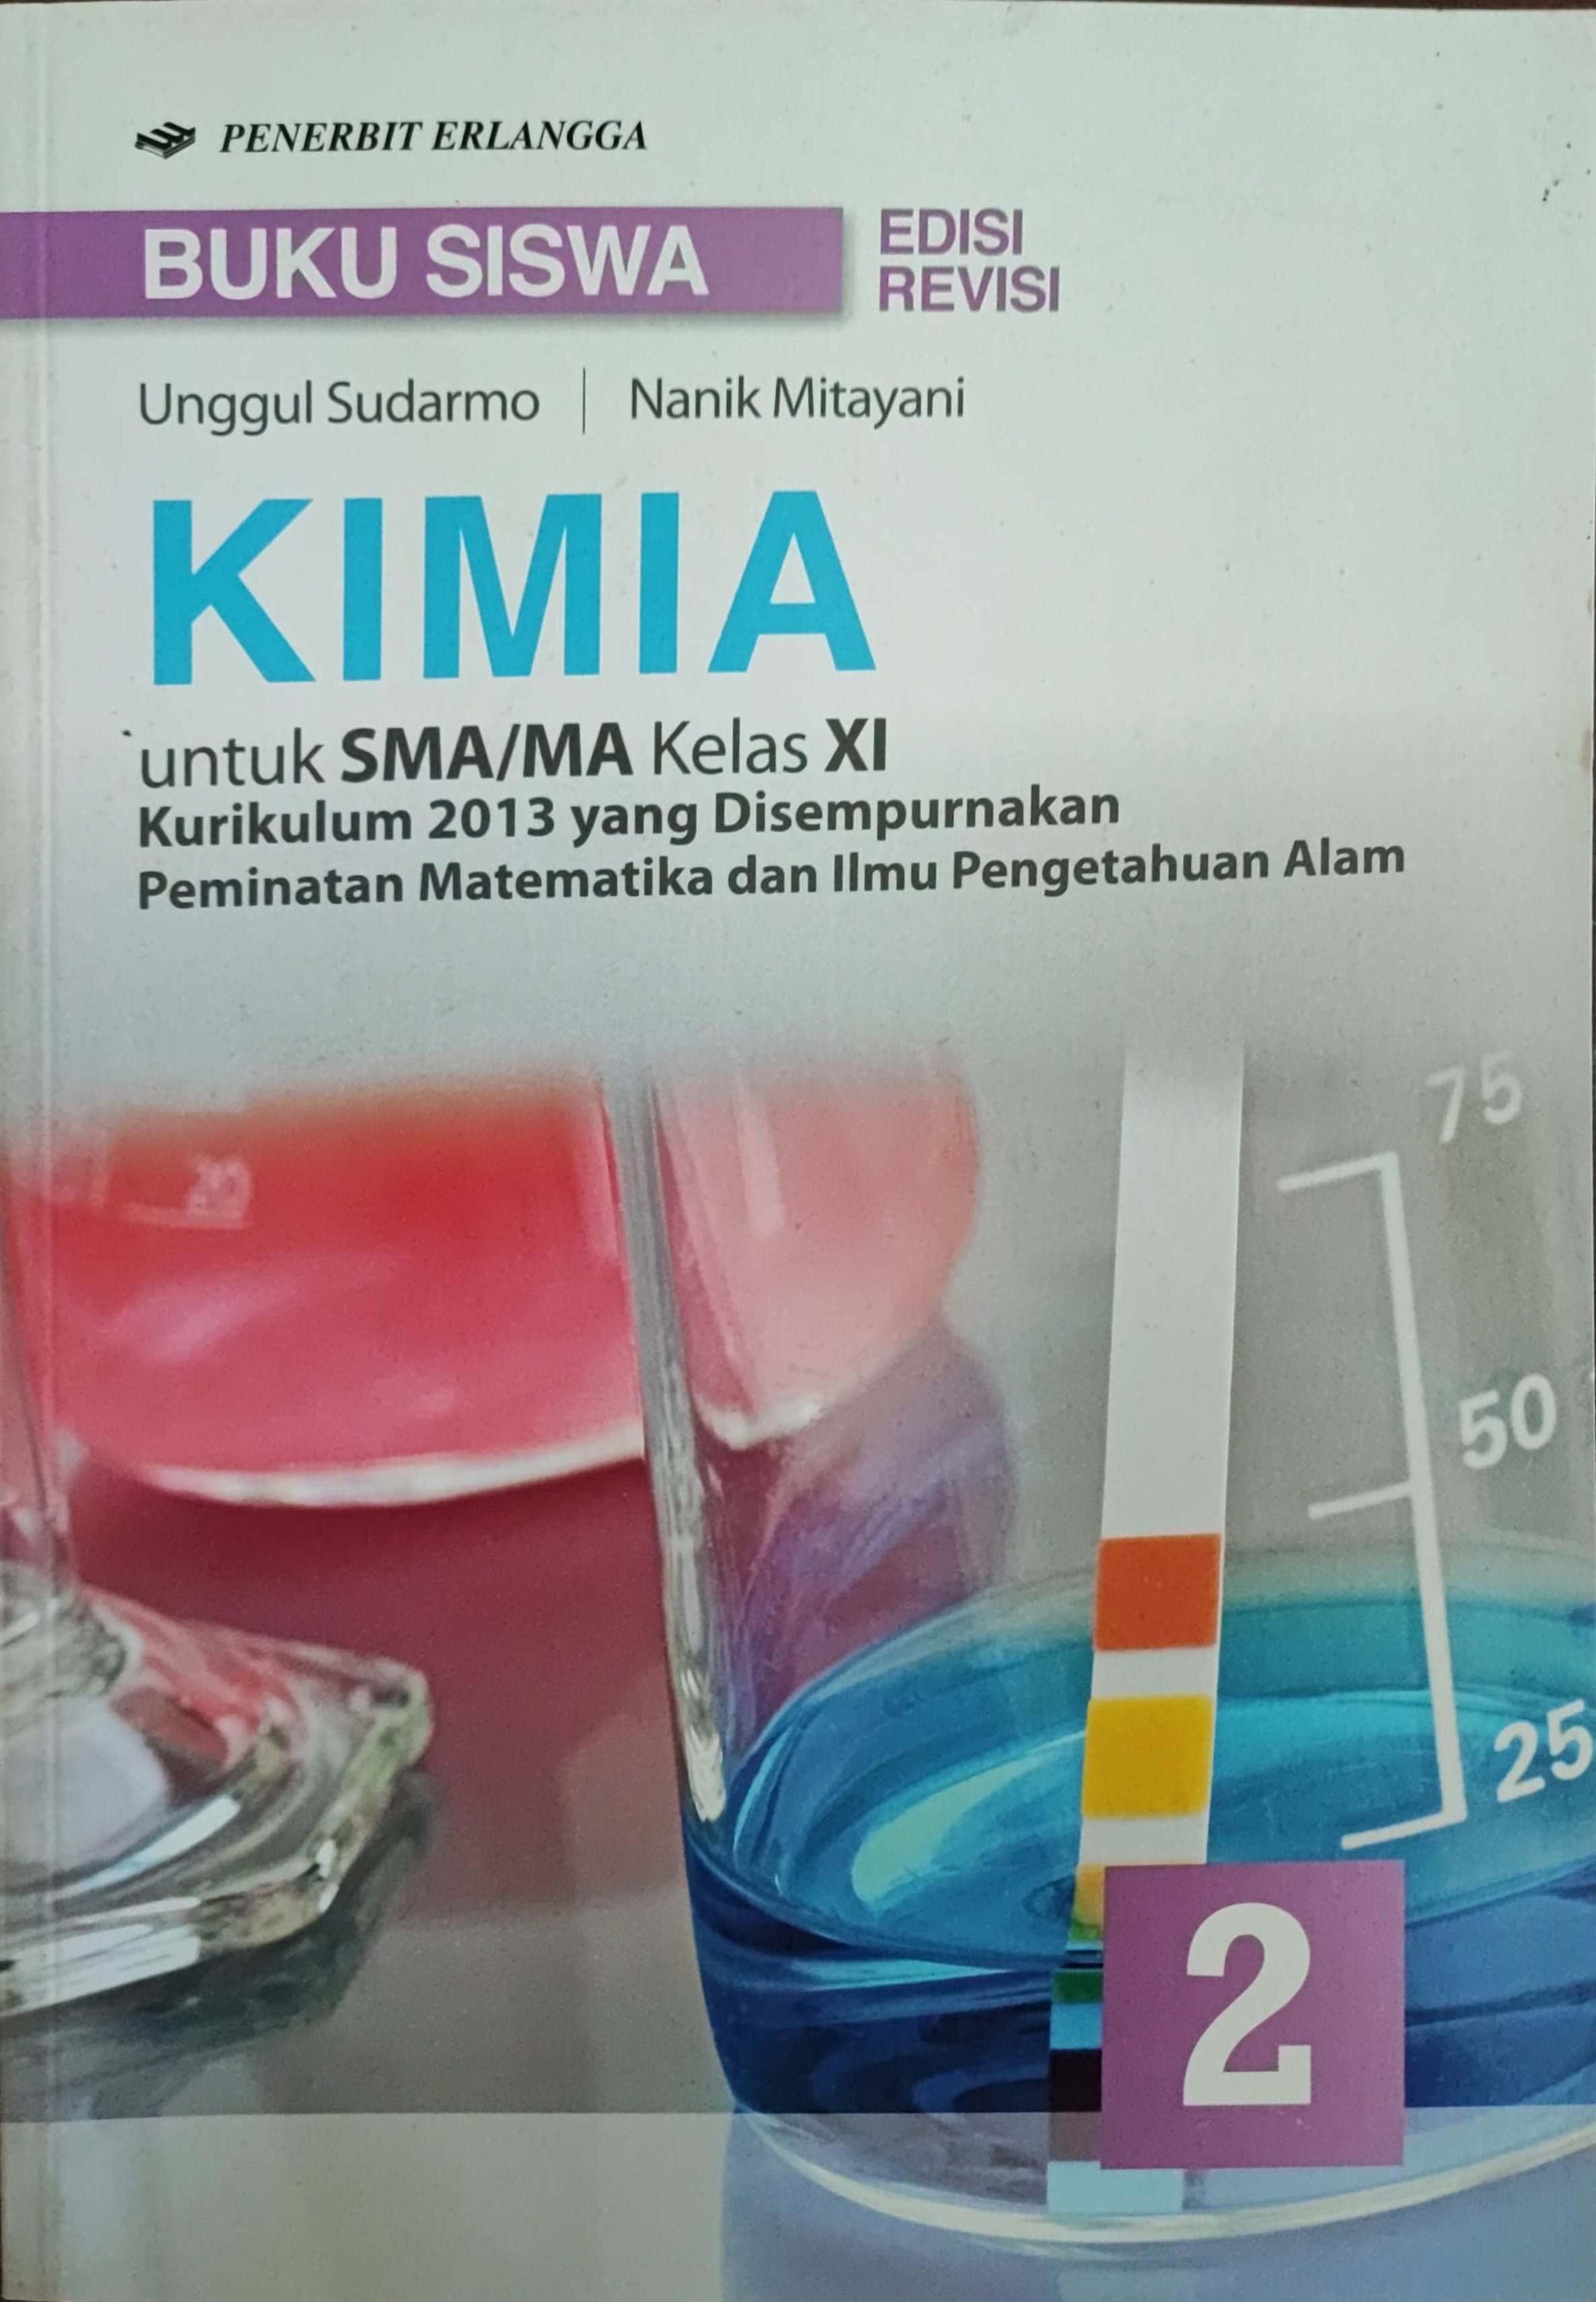 PENERBIT ERLANGGA
BUKU SISWA
EDISI
REVISI
Unggul Sudarmo | Nanik Mitayani
KIMIA
untuk SMA/MA Kelas XI
Kurikulum 2013 yang Disempurnakan
Peminatan Matematika dan Ilmu Pengetahuan Alam
75
50
25
2